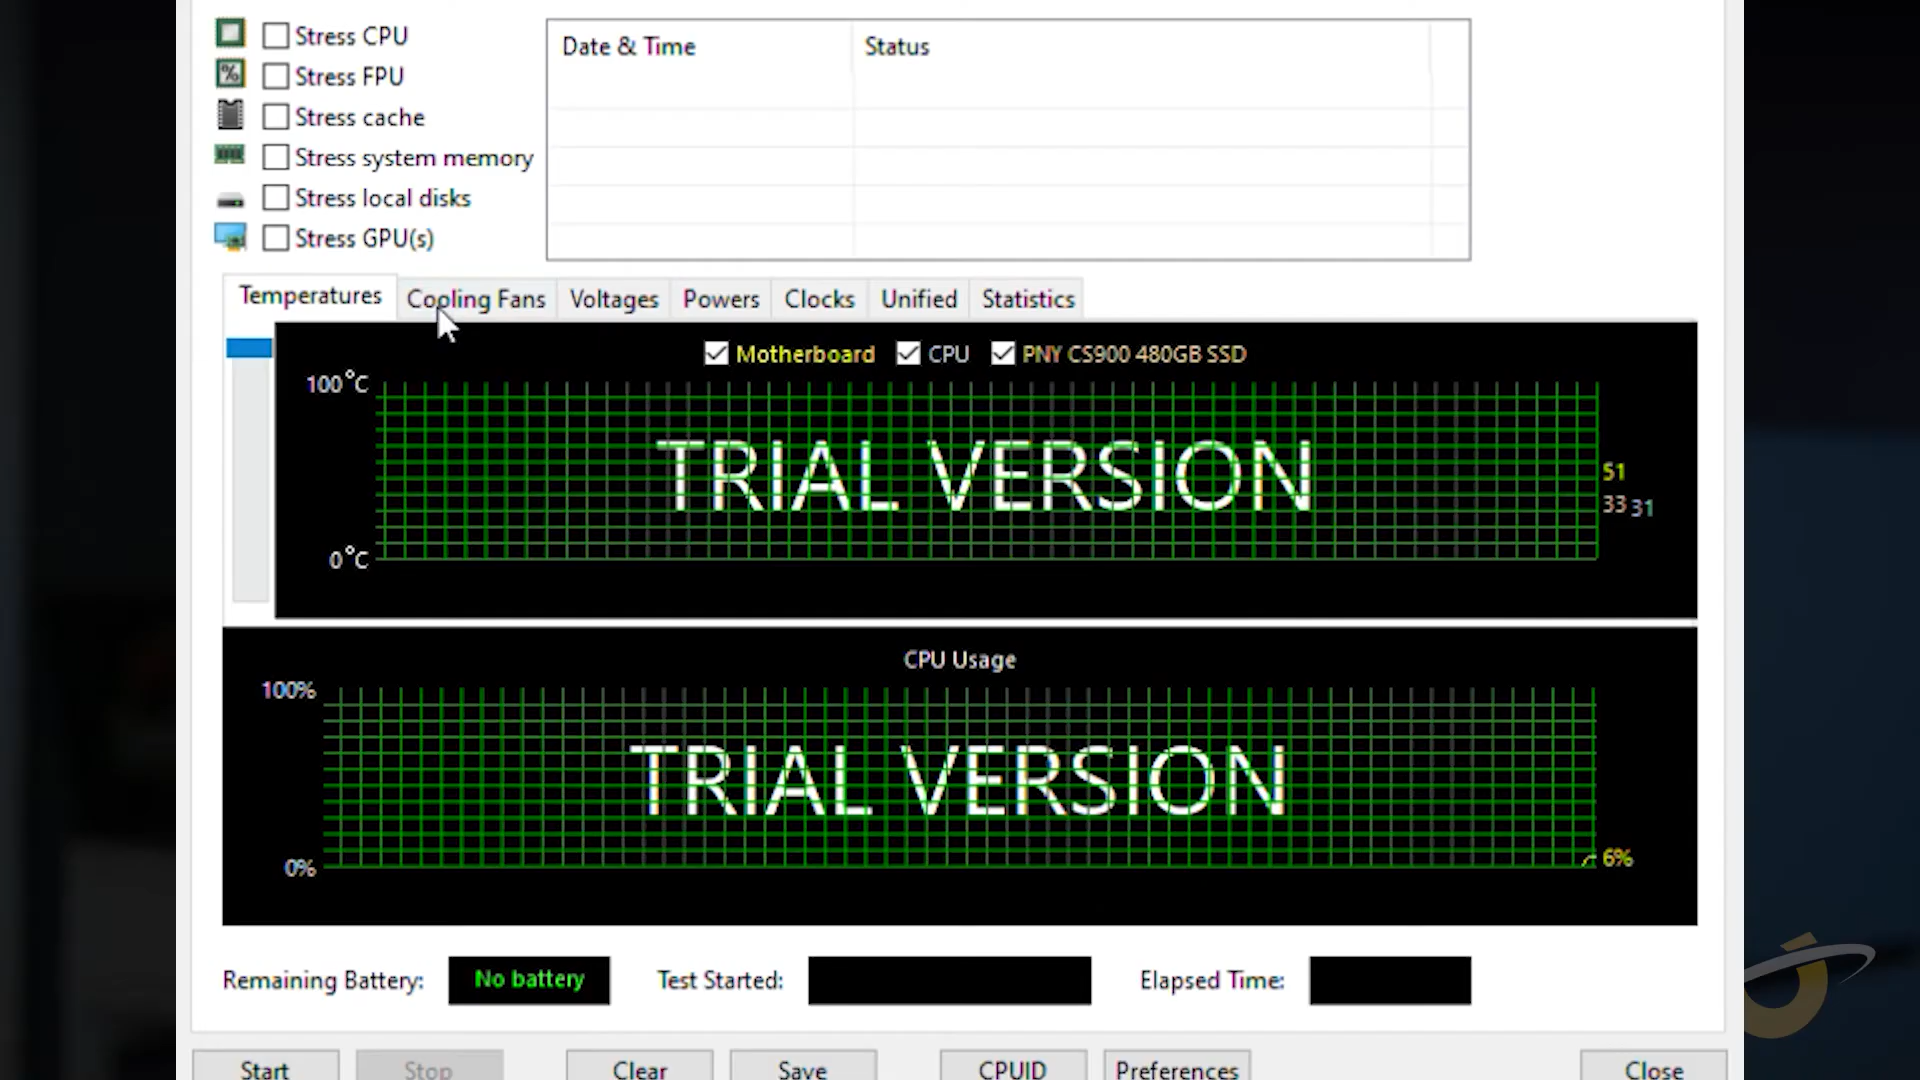 Stress CPU
Stress FPU
Stress cache
Stress system memory
Stress local disks
Stress GPU(s)
Date & Time Status
Temperatures Cooling Fans Voltages Powers Clocks Unified Statistics
Motherboard CPU PNY CS900 480GB SSD
100°C
TRIAL VERSION
51
33 31
0°C
CPU Usage
100%
TRIAL VERSION
0%
6%
Remaining Battery: No battery Test Started: Elapsed Time:
Start Stop Clear Save CPUID Preferences Close